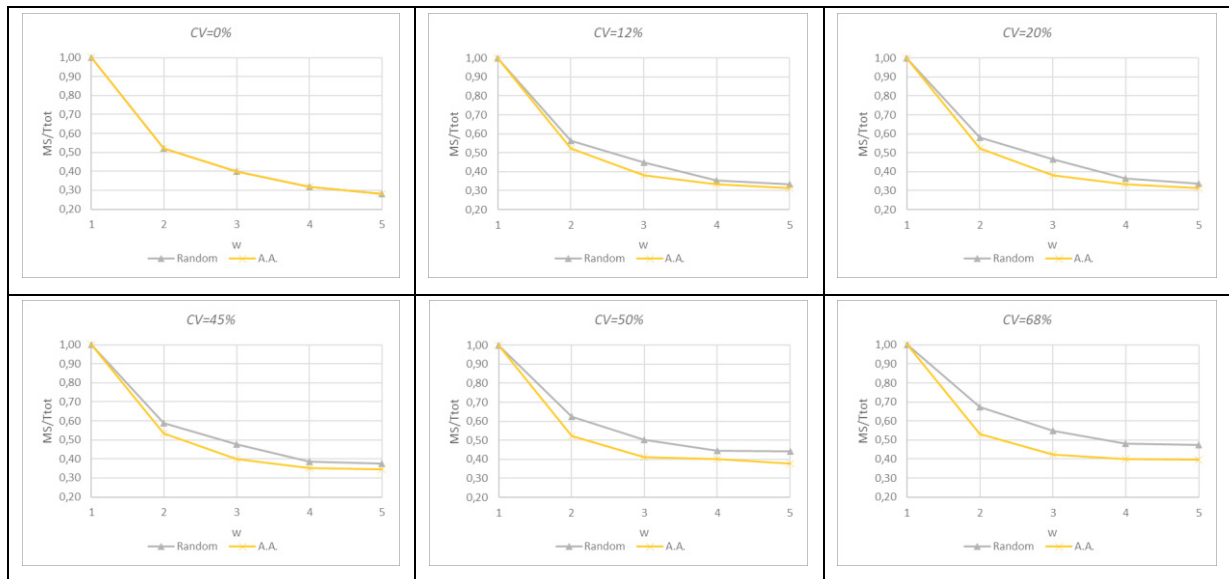 CV=0%
1,00
0,90
0,80
0,70
0,60
0,50
0,40
0,30
0,20
MS/Ttot
1 2 3 4 5
w
Random A.A.
CV=12%
1,00
0,90
0,80
0,70
0,60
0,50
0,40
0,30
0,20
MS/Ttot
1 2 3 4 5
w
Random A.A.
CV=20%
1,00
0,90
0,80
0,70
0,60
0,50
0,40
0,30
0,20
MS/Ttot
1 2 3 4 5
w
Random A.A.
CV=45%
1,00
0,90
0,80
0,70
0,60
0,50
0,40
0,30
0,20
MS/Ttot
1 2 3 4 5
w
Random A.A.
CV=50%
1,00
0,90
0,80
0,70
0,60
0,50
0,40
0,30
0,20
MS/Ttot
1 2 3 4 5
w
Random A.A.
CV=68%
1,00
0,90
0,80
0,70
0,60
0,50
0,40
0,30
0,20
MS/Ttot
1 2 3 4 5
w
Random A.A.